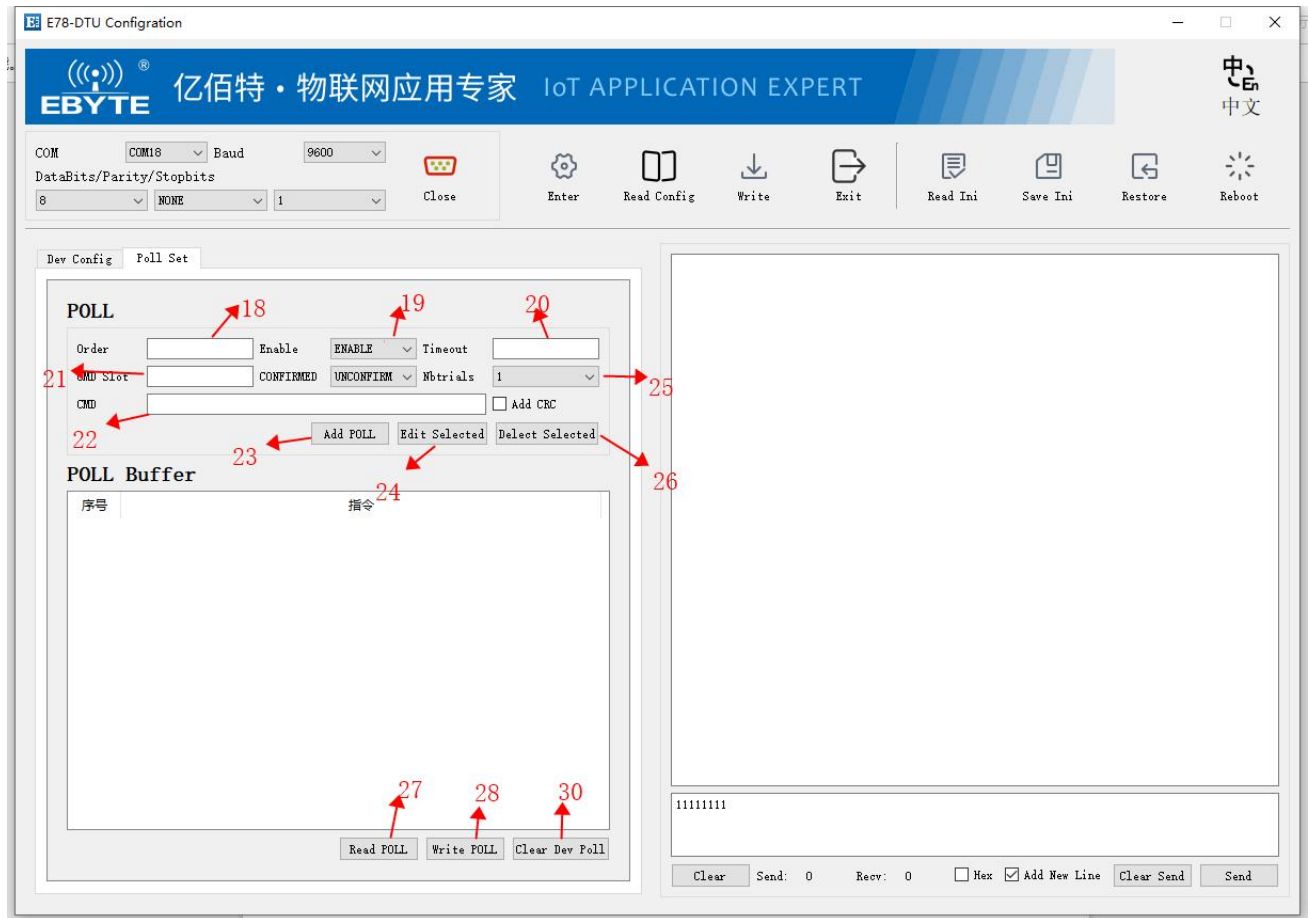 E78-DTU Configration
EBYTE ® 亿佰特·物联网应用专家 IoT APPLICATION EXPERT
中文
COM COM18 Baud 9600
DataBits/Parity/Stopbits
8 NONE 1
Close Enter Read Config Write Exit Read Ini Save Ini Restore Reboot
Dev Config Poll Set
POLL
18 19 20
Order Enable ENABLE Timeout
21 CMD Slot CONFIRMED UNCONFIRM Nbtrials 1 25
CMD Add CRC
22 23 Add POLL Edit Selected Delect Selected
POLL Buffer 24 26
序号 指令
27 28 30
Read POLL Write POLL Clear Dev Poll
11111111
Clear Send: 0 Recv: 0 Hex Add New Line Clear Send Send